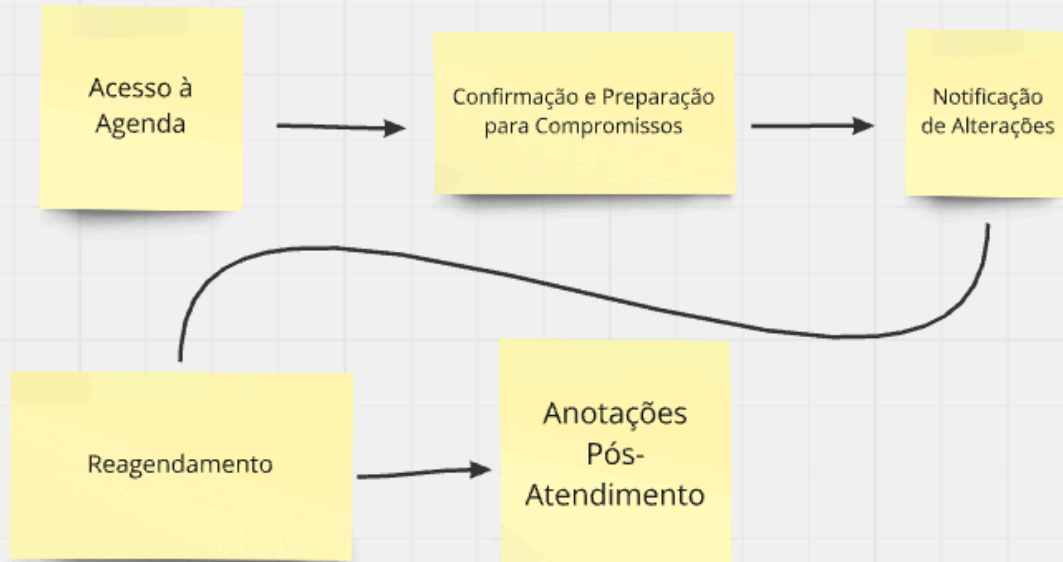 Acesso à
Agenda
Confirmação e Preparação
para Compromissos
Notificação
de Alterações
Reagendamento
Anotações
Pós-
Atendimento